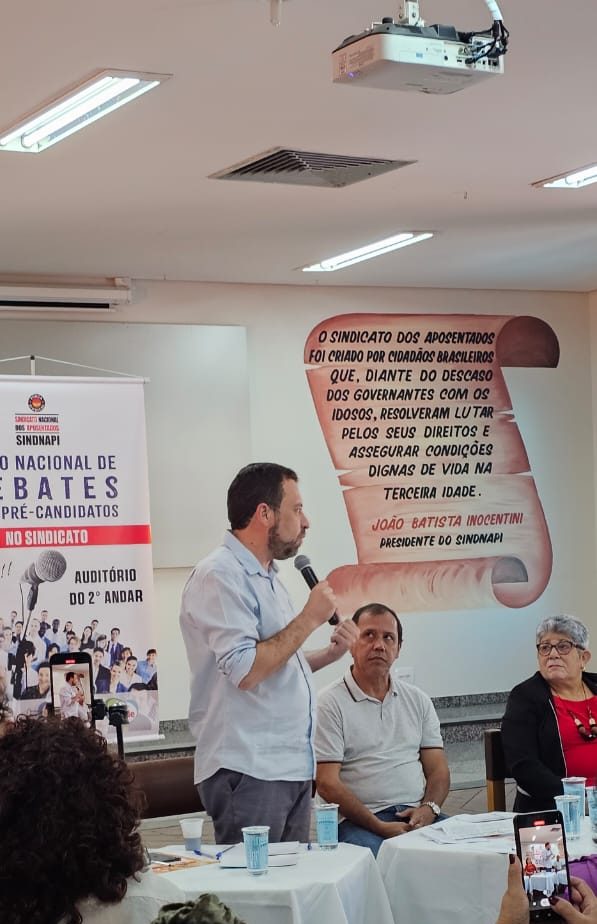 SINDICATO NACIONAL
DOS APOSENTADOS
SINDNAPI
O NACIONAL DE
EBATES
PRÉ-CANDIDATOS
NO SINDICATO
AUDITÓRIO
DO 2º ANDAR
O SINDICATO DOS APOSENTADOS
FOI CRIADO POR CIDADÃOS BRASILEIROS
QUE, DIANTE DO DESCASO
DOS GOVERNANTES COM OS
IDOSOS, RESOLVERAM LUTAR
PELOS SEUS DIREITOS E
ASSEGURAR CONDIÇÕES
DIGNAS DE VIDA NA
TERCEIRA IDADE.
JOÃO BATISTA INOCENTINI
PRESIDENTE DO SINDNAPI